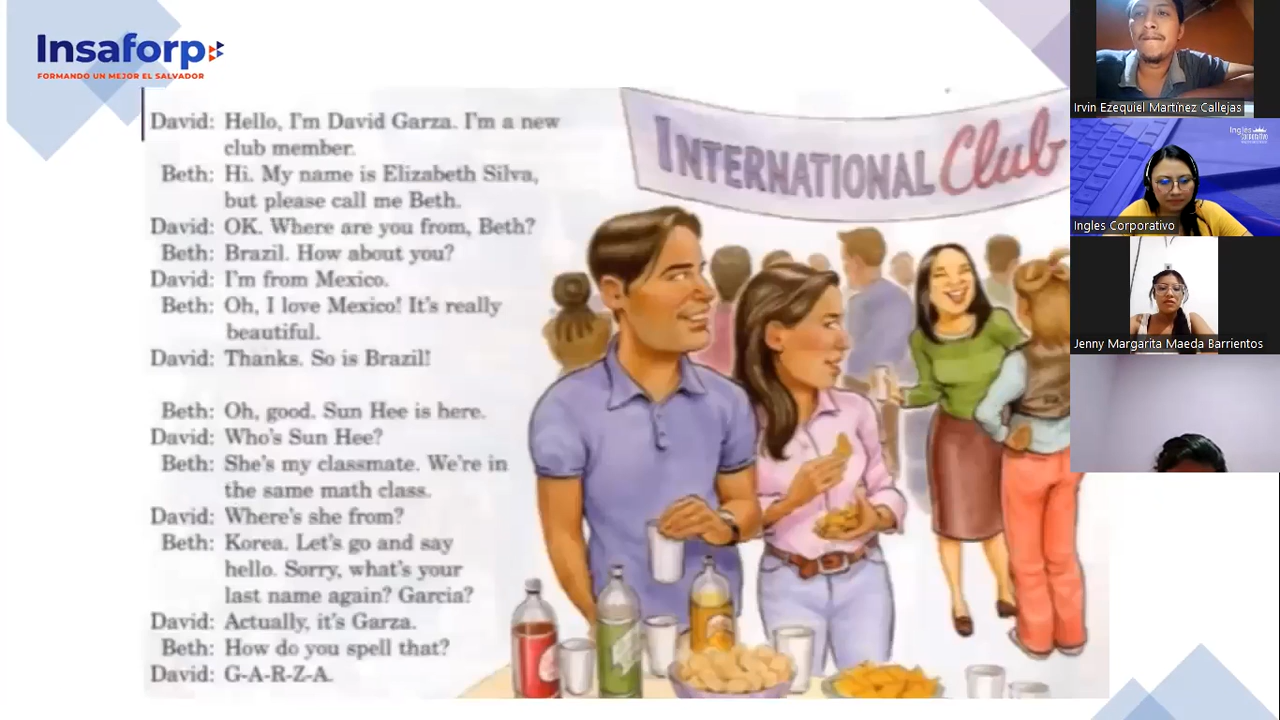 Insaforp
FORMANDO UN MEJOR EL SALVADOR
David: Hello, I'm David Garza. I'm a new
club member.
Beth: Hi. My name is Elizabeth Silva,
but please call me Beth.
David: OK. Where are you from, Beth?
Beth: Brazil. How about you?
David: I'm from Mexico.
Beth: Oh, I love Mexico! It's really
beautiful.
David: Thanks. So is Brazil!
Beth: Oh, good. Sun Hee is here.
David: Who's Sun Hee?
Beth: She's my classmate. We're in
the same math class.
David: Where's she from?
Beth: Korea. Let's go and say
hello. Sorry, what's your
last name again? Garcia?
David: Actually, it's Garza.
Beth: How do you spell that?
David: G-A-R-Z-A.
INTERNATIONAL Club
Irvin Ezequiel Martínez Callejas
Ingles
Ingles Corporativo
Jenny Margarita Maeda Barrientos